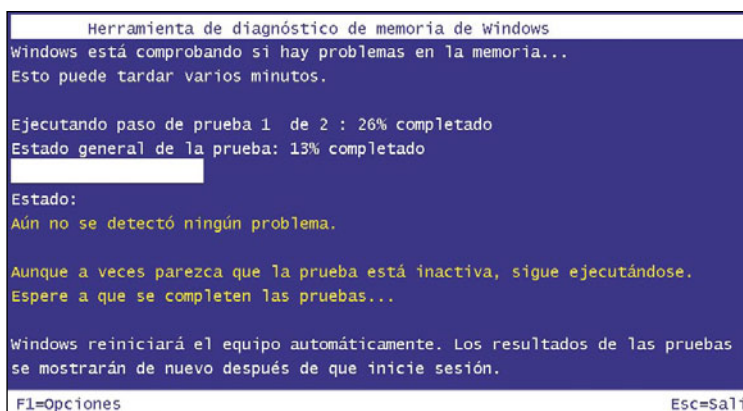 Herramienta de diagnóstico de memoria de Windows
Windows está comprobando si hay problemas en la memoria...
Esto puede tardar varios minutos.
Ejecutando paso de prueba 1 de 2 : 26% completado
Estado general de la prueba: 13% completado
Estado:
Aún no se detectó ningún problema.
Aunque a veces parezca que la prueba está inactiva, sigue ejecutándose.
Espere a que se completen las pruebas...
Windows reiniciará el equipo automáticamente. Los resultados de las pruebas
se mostrarán de nuevo después de que inicie sesión.
F1=Opciones Esc=Sali